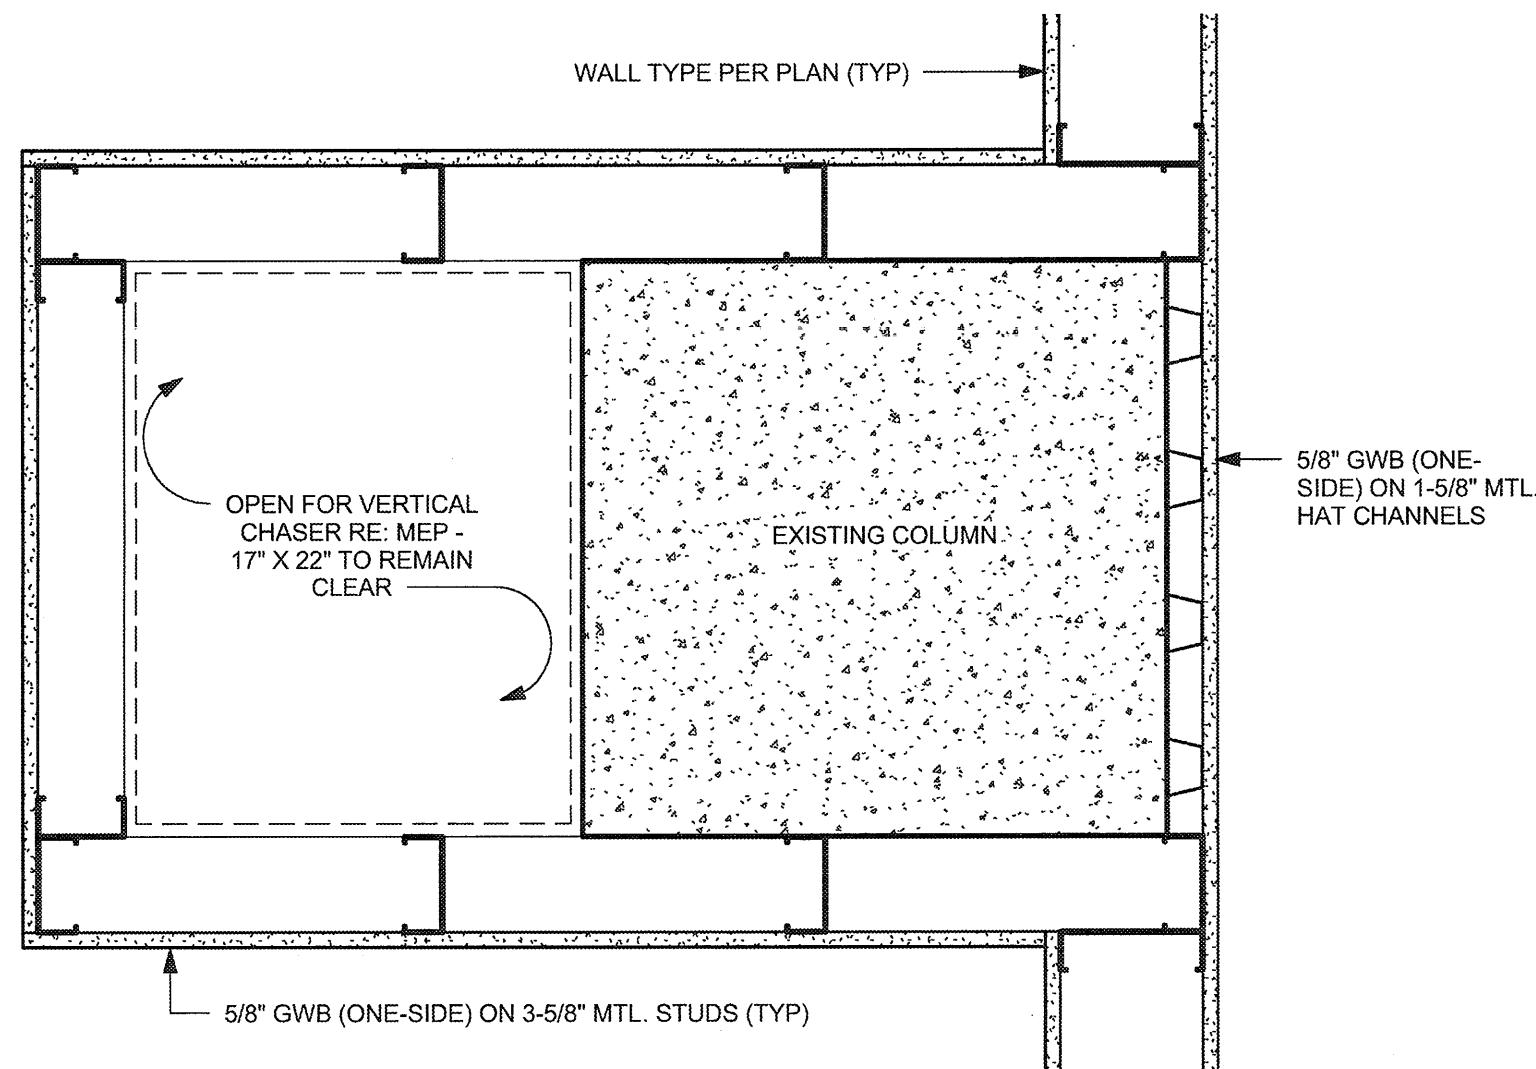 WALL TYPE PER PLAN (TYP)
OPEN FOR VERTICAL
CHASER RE: MEP -
17" X 22" TO REMAIN
CLEAR
EXISTING COLUMN
5/8" GWB (ONE-
SIDE) ON 1-5/8" MTL.
HAT CHANNELS
5/8" GWB (ONE-SIDE) ON 3-5/8" MTL. STUDS (TYP)